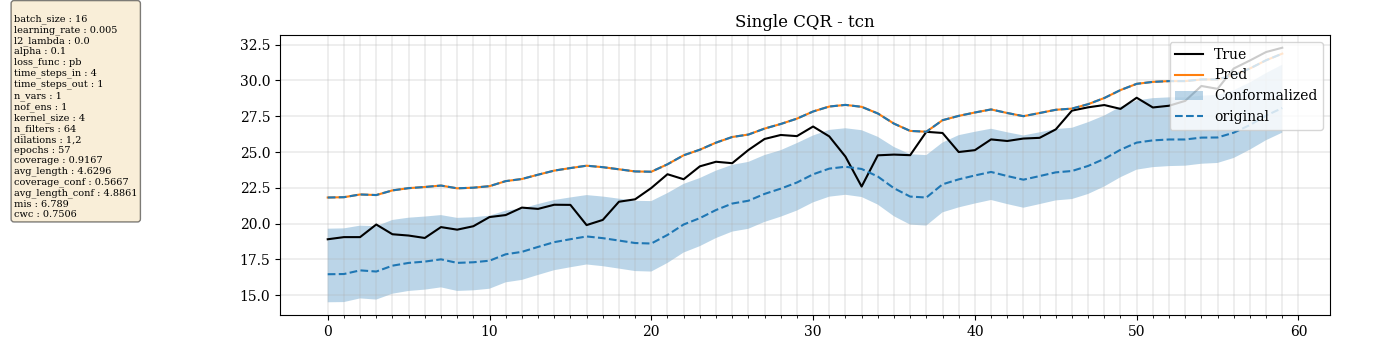 batch_size : 16
learning_rate : 0.005
l2_lambda : 0.0
alpha : 0.1
loss_func : pb
time_steps_in : 4
time_steps_out : 1
n_vars : 1
nof_ens : 1
kernel_size : 4
n_filters : 64
dilations : 1,2
epochs : 57
coverage : 0.9167
avg_length : 4.6296
coverage_conf : 0.5667
avg_length_conf : 4.8861
mis : 6.789
cwc : 0.7506
Single CQR - tcn
32.5
30.0
27.5
25.0
22.5
20.0
17.5
15.0
0 10 20 30 40 50 60
True
Pred
Conformalized
original